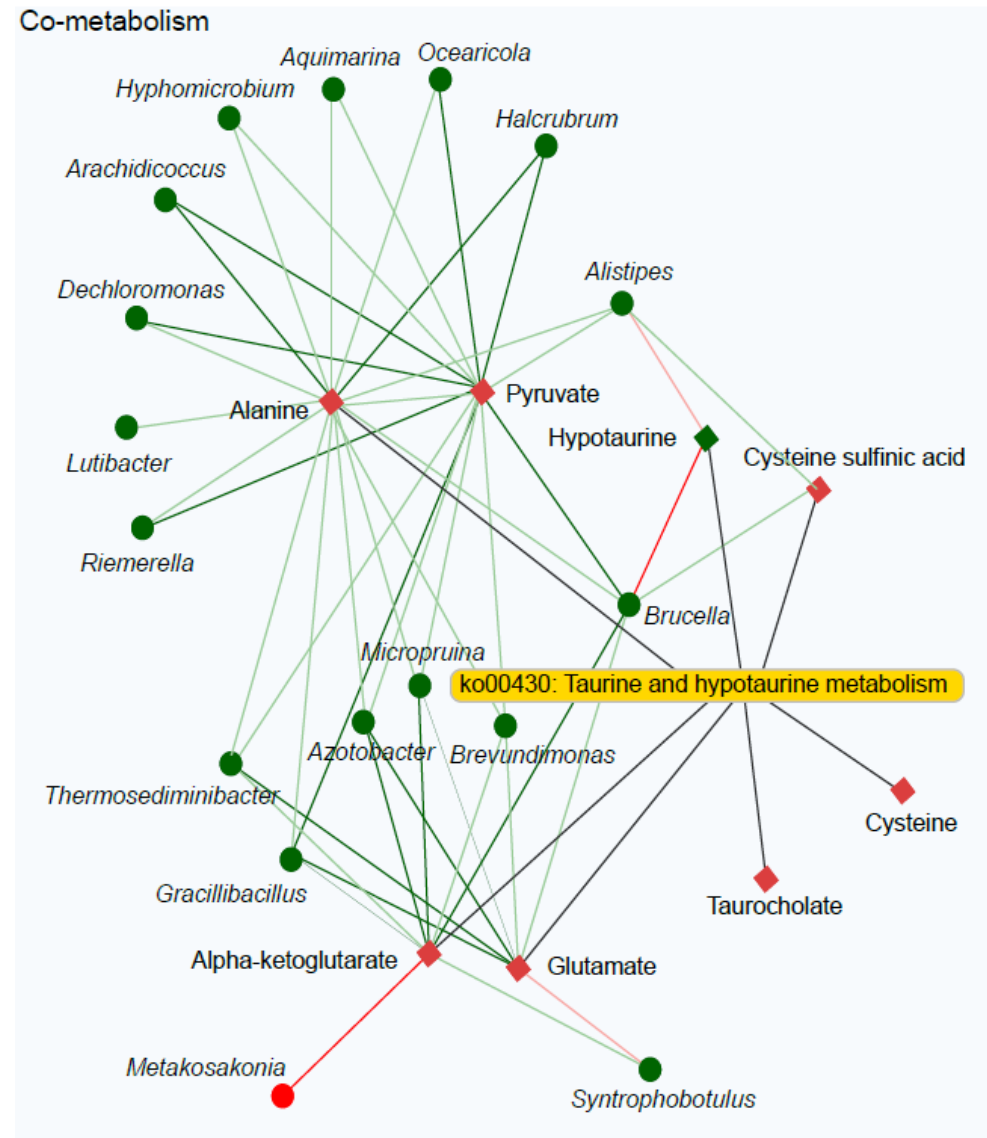 Co-metabolism
Aquimarina
Ocearicola
Hyphomicrobium
Halcrubrum
Arachidicoccus
Alistipes
Dechloromonas
Pyruvate
Alanine
Hypotaurine
Cysteine sulfinic acid
Lutibacter
Riemerella
Brucella
Micropruina
ko00430: Taurine and hypotaurine metabolism
Azotobacter
Brevundimonas
Thermosediminibacter
Cysteine
Gracillibacillus
Taurocholate
Alpha-ketoglutarate
Glutamate
Metakosakonia
Syntrophobotulus